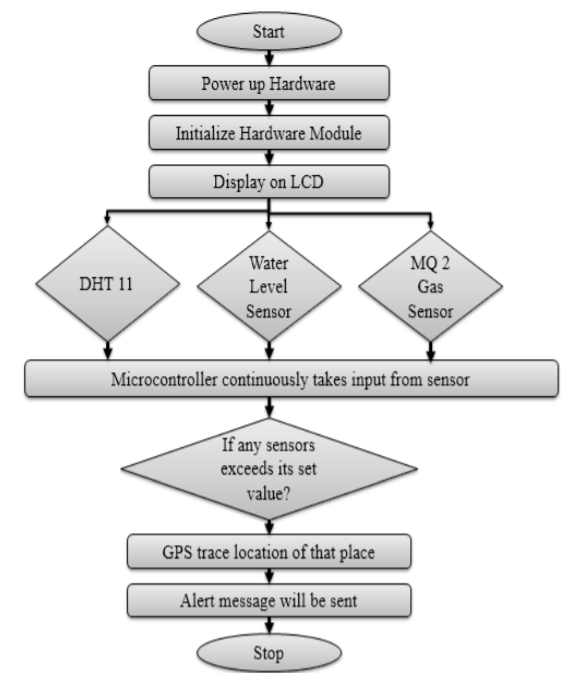 Start
Power up Hardware
Initialize Hardware Module
Display on LCD
DHT 11
Water
Level
Sensor
MQ 2
Gas
Sensor
Microcontroller continuously takes input from sensor
If any sensors
exceeds its set
value?
GPS trace location of that place
Alert message will be sent
Stop